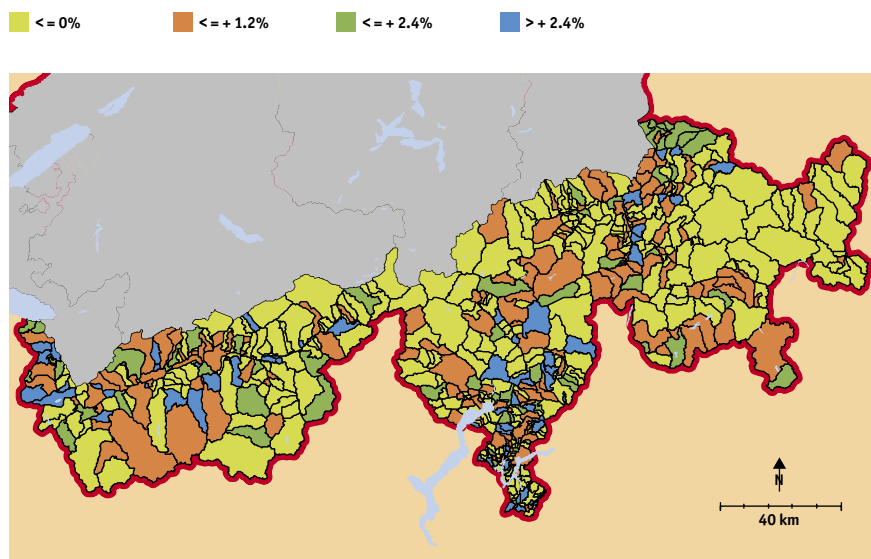 <= 0%
<= + 1.2%
<= + 2.4%
> + 2.4%
N
40 km